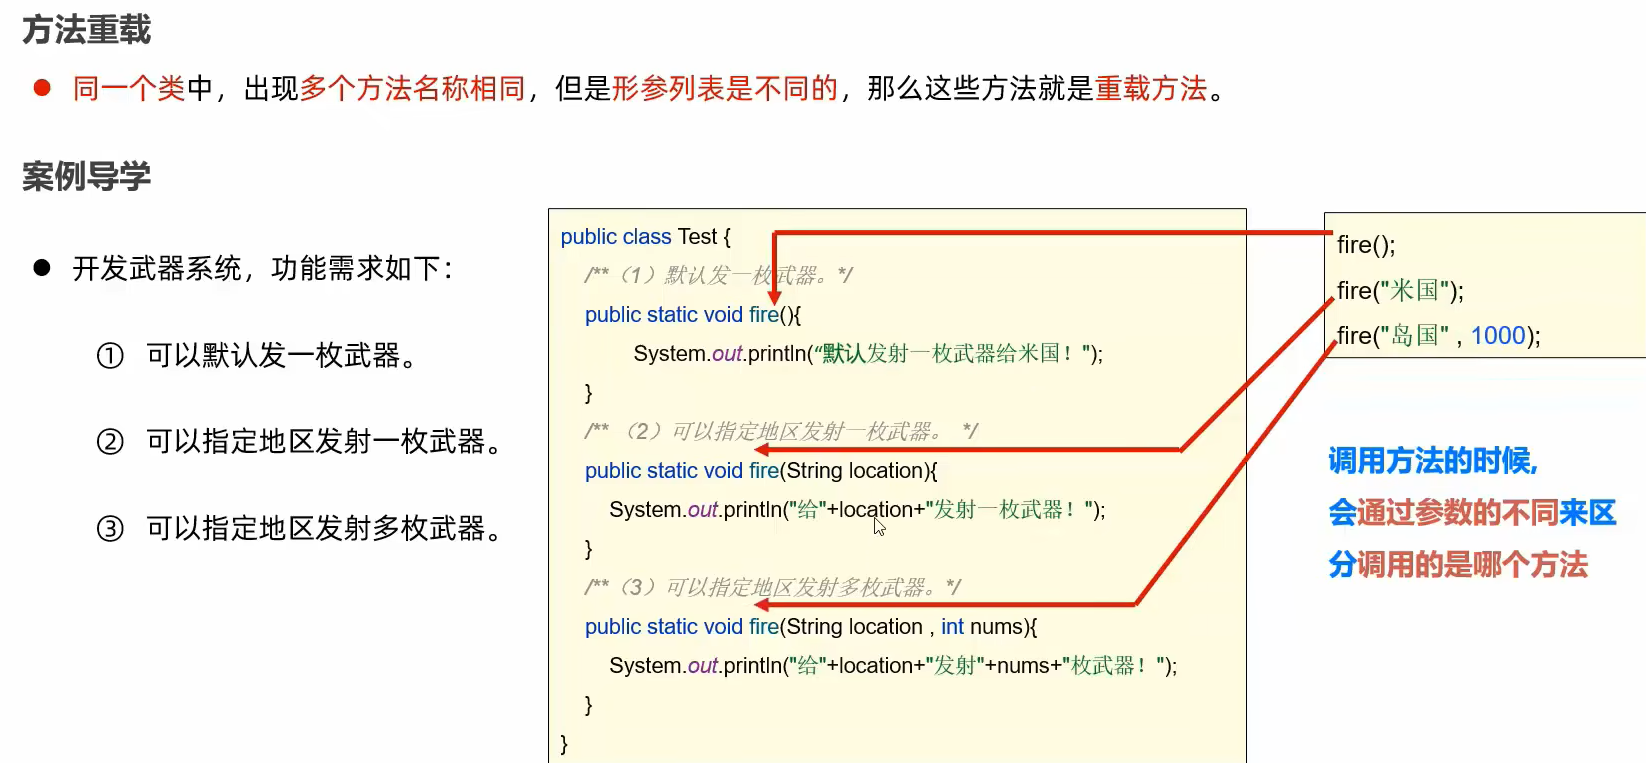 方法重载
● 同一个类中，出现多个方法名称相同，但是形参列表是不同的，那么这些方法就是重载方法。
案例导学
● 开发武器系统，功能需求如下：
① 可以默认发一枚武器。
② 可以指定地区发射一枚武器。
③ 可以指定地区发射多枚武器。
public class Test {
/**（1）默认发一枚武器。*/
public static void fire(){
System.out.println(“默认发射一枚武器给米国！");
}
/** （2）可以指定地区发射一枚武器。 */
public static void fire(String location){
System.out.println("给"+location+"发射一枚武器！");
}
/**（3）可以指定地区发射多枚武器。*/
public static void fire(String location , int nums){
System.out.println("给"+location+"发射"+nums+"枚武器！");
}
}
fire();
fire("米国");
fire("岛国" , 1000);
调用方法的时候,
会通过参数的不同来区
分调用的是哪个方法